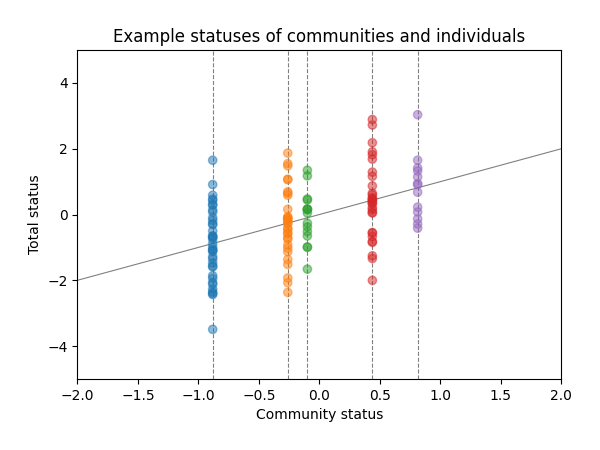 Example statuses of communities and individuals
Total status
4
2
0
−2
−4
−2.0 −1.5 −1.0 −0.5 0.0 0.5 1.0 1.5 2.0
Community status